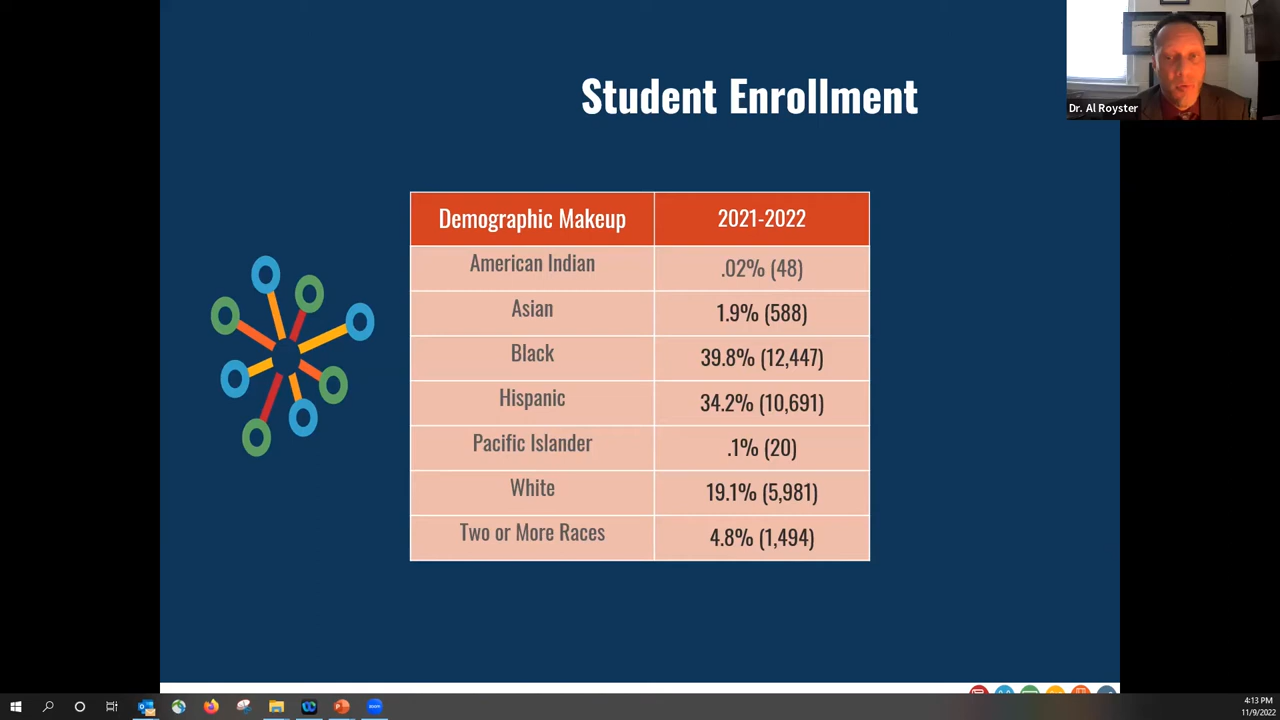 Student Enrollment
Dr. Al Royster
Demographic Makeup
2021-2022
American Indian
.02% (48)
Asian
1.9% (588)
Black
39.8% (12,447)
Hispanic
34.2% (10,691)
Pacific Islander
.1% (20)
White
19.1% (5,981)
Two or More Races
4.8% (1,494)
4:13 PM
11/9/2022